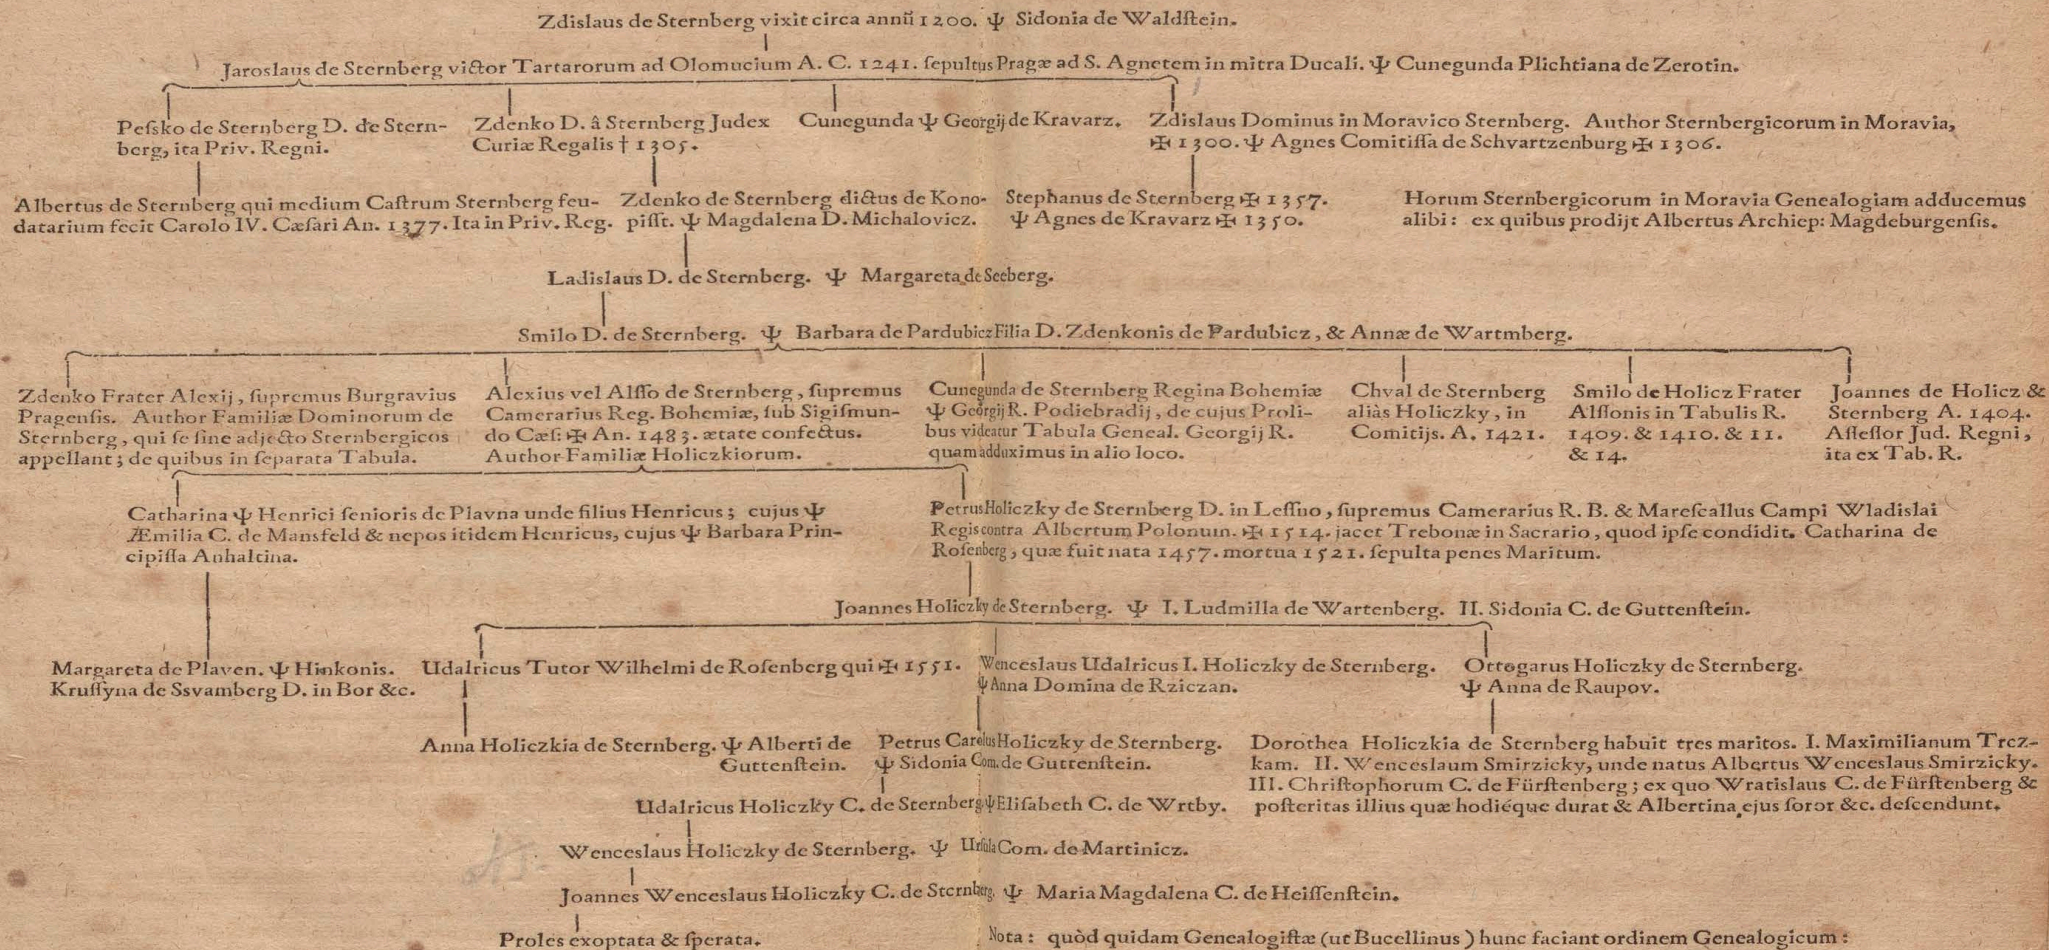 Zdislaus de Sternberg vixit circa annũ 1200. Ψ Sidonia de Waldſtein.
Jaroslaus de Sternberg victor Tartarorum ad Olomucium A. C. 1241. ſepultus Pragæ ad S. Agnetem in mitra Ducali. Ψ Cunegunda Plichtiana de Zerotin.
Peſsko de Sternberg D. de Stern-
berg, ita Priv. Regni.
Zdenko D. â Sternberg Judex
Curiæ Regalis † 1305.
Cunegunda Ψ Georgij de Kravarz.
Zdislaus Dominus in Moravico Sternberg. Author Sternbergicorum in Moravia,
✠ 1300. Ψ Agnes Comitiſſa de Schvartzenburg ✠ 1306.
Albertus de Sternberg qui medium Caſtrum Sternberg feu-
datarium fecit Carolo IV. Cæſari An. 1377. Ita in Priv. Reg.
Zdenko de Sternberg dictus de Kono-
piſſt. Ψ Magdalena D. Michalovicz.
Stephanus de Sternberg ✠ 1357.
Ψ Agnes de Kravarz ✠ 1350.
Horum Sternbergicorum in Moravia Genealogiam adducemus
alibi: ex quibus prodijt Albertus Archiep: Magdeburgenſis.
Ladislaus D. de Sternberg. Ψ Margareta de Seeberg.
Smilo D. de Sternberg. Ψ Barbara de Pardubicz Filia D. Zdenkonis de Pardubicz, & Annæ de Wartmberg.
Zdenko Frater Alexij, ſupremus Burgravius
Pragenſis. Author Familiæ Dominorum de
Sternberg, qui ſe ſine adjecto Sternbergicos
appellant; de quibus in ſeparata Tabula.
Alexius vel Alſſo de Sternberg, ſupremus
Camerarius Reg. Bohemiæ, ſub Sigiſmun-
do Cæſ: ✠ An. 1483. ætate confectus.
Author Familiæ Holiczkiorum.
Cunegunda de Sternberg Regina Bohemiæ
Ψ Georgij R. Podiebradij, de cujus Proli-
bus videatur Tabula Geneal. Georgij R.
quam adduximus in alio loco.
Chval de Sternberg
aliàs Holiczky, in
Comitijs. A. 1421.
Smilo de Holicz Frater
Alſſonis in Tabulis R.
1409. & 1410. & 11.
& 14.
Joannes de Holicz &
Sternberg A. 1404.
Aſſeſſor Jud. Regni,
ita ex Tab. R.
Catharina Ψ Henrici ſenioris de Plavna unde filius Henricus; cujus Ψ
Æmilia C. de Mansfeld & nepos itidem Henricus, cujus Ψ Barbara Prin-
cipiſſa Anhaltina.
Petrus Holiczky de Sternberg D. in Leſſno, ſupremus Camerarius R. B. & Mareſcallus Campi Wladislai
Regis contra Albertum Polonum. ✠ 1514. jacet Trebonæ in Sacrario, quod ipſe condidit. Catharina de
Roſenberg, quæ fuit nata 1457. mortua 1521. ſepulta penes Maritum.
Joannes Holiczky de Sternberg. Ψ I. Ludmilla de Wartenberg. II. Sidonia C. de Guttenſtein.
Margareta de Plaven. Ψ Hinkonis.
Kruſſyna de Ssvamberg D. in Bor &c.
Udalricus Tutor Wilhelmi de Roſenberg qui ✠ 1551.
Wenceslaus Udalricus I. Holiczky de Sternberg.
Ψ Anna Domina de Rziczan.
Ottogarus Holiczky de Sternberg.
Ψ Anna de Raupov.
Anna Holiczkia de Sternberg. Ψ Alberti de
Guttenſtein.
Petrus Carolus Holiczky de Sternberg.
Ψ Sidonia Com. de Guttenſtein.
Dorothea Holiczkia de Sternberg habuit tres maritos. I. Maximilianum Trcz-
kam. II. Wenceslaum Smirzicky, unde natus Albertus Wenceslaus Smirzicky.
III. Chriſtophorum C. de Fürſtenberg; ex quo Wratislaus C. de Fürſtenberg &
poſteritas illius quæ hodiéque durat & Albertina ejus ſoror &c. deſcendunt.
Udalricus Holiczky C. de Sternberg Ψ Eliſabeth C. de Wrtby.
Wenceslaus Holiczky de Sternberg. Ψ Urſula Com. de Martinicz.
Joannes Wenceslaus Holiczky C. de Sternberg. Ψ Maria Magdalena C. de Heiſſenſtein.
Proles exoptata & ſperata.
Nota: quòd quidam Genealogiſtæ (ut Bucellinus) hunc faciant ordinem Genealogicum: